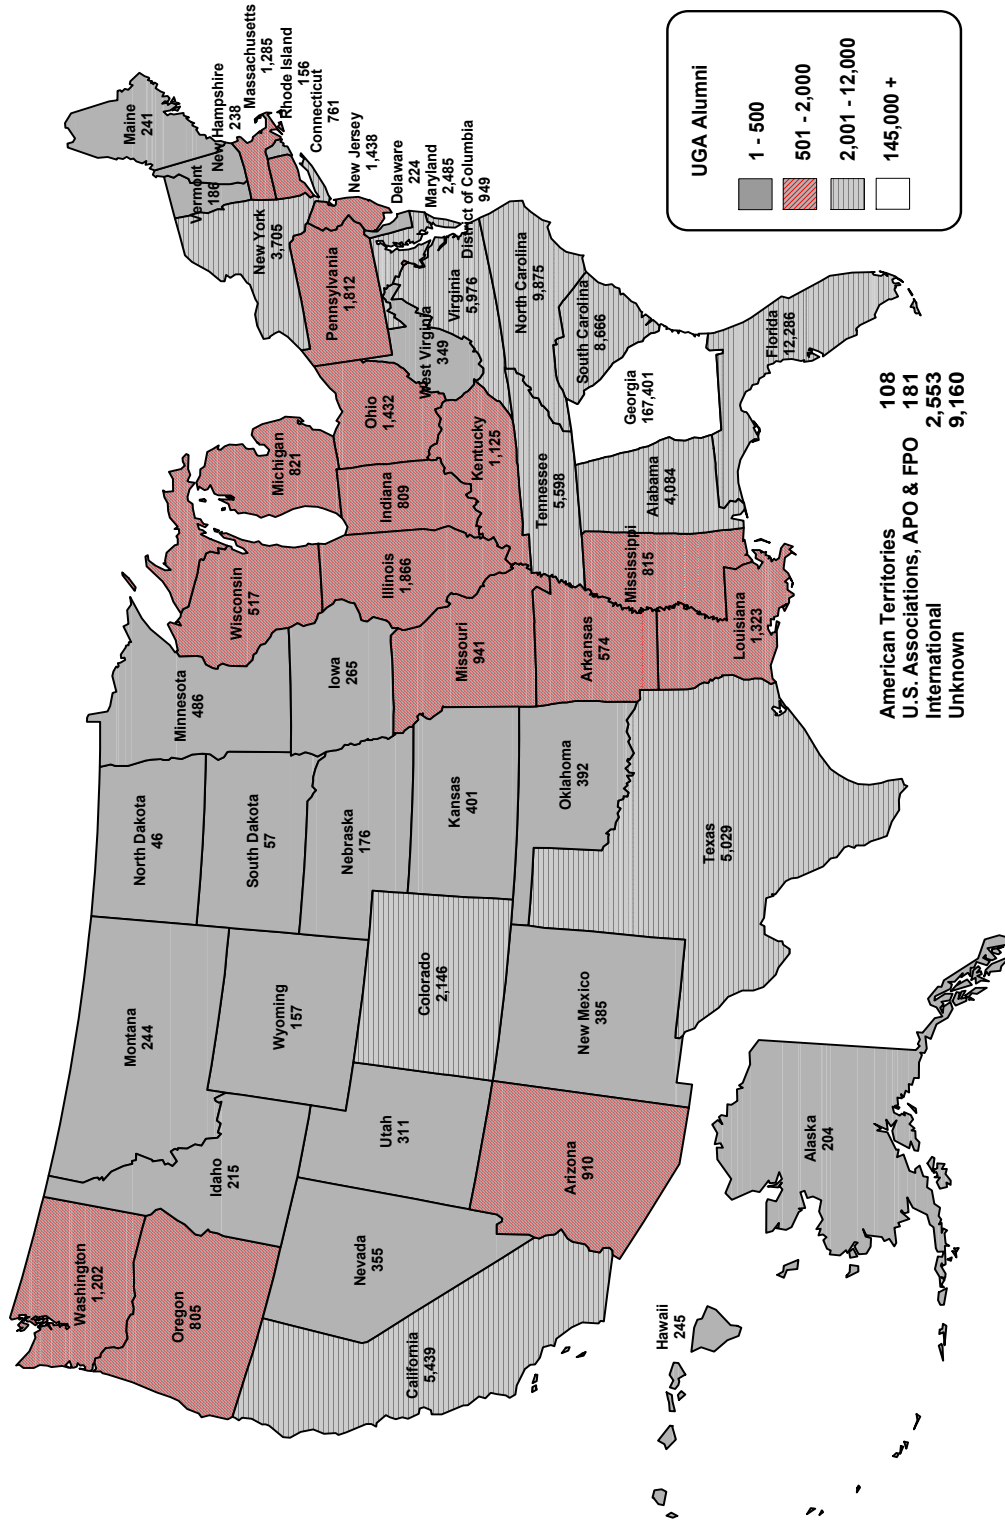 Washington
1,202
Oregon
805
California
5,439
Nevada
355
Idaho
215
Montana
244
Wyoming
157
Utah
311
Arizona
910
Colorado
2,146
New Mexico
385
North Dakota
46
South Dakota
57
Nebraska
176
Kansas
401
Oklahoma
392
Texas
5,029
Minnesota
486
Iowa
265
Missouri
941
Arkansas
574
Louisiana
1,323
Wisconsin
517
Illinois
1,866
Michigan
821
Indiana
809
Ohio
1,432
Kentucky
1,125
Tennessee
5,598
Mississippi
815
Alabama
4,084
Georgia
167,401
Florida
12,286
South Carolina
8,666
North Carolina
9,875
Virginia
5,976
West Virginia
349
Pennsylvania
1,812
New York
3,705
Vermont
186
Maine
241
New Hampshire
238
Massachusetts
1,285
Rhode Island
156
Connecticut
761
New Jersey
1,438
Delaware
224
Maryland
2,485
District of Columbia
949
Hawaii
245
Alaska
204
American Territories 108
U.S. Associations, APO & FPO 181
International 2,553
Unknown 9,160
UGA Alumni
1 - 500
501 - 2,000
2,001 - 12,000
145,000 +